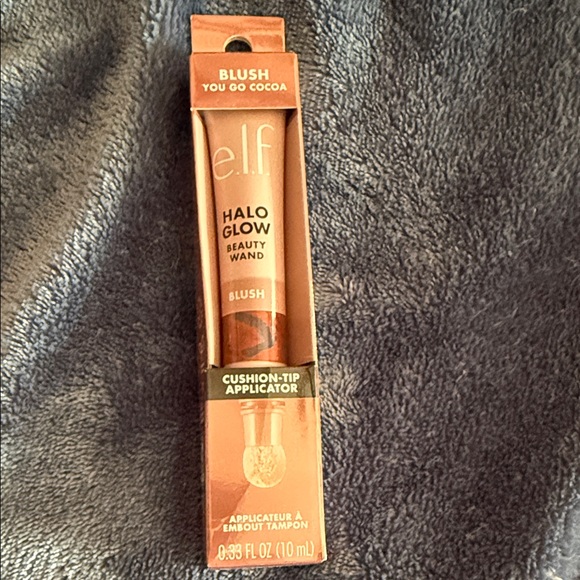 BLUSH
YOU GO COCOA
e.l.f.
HALO
GLOW
BEAUTY
WAND
BLUSH
CUSHION-TIP
APPLICATOR
APPLICATEUR À
EMBOUT TAMPON
0.33 FL OZ (10 mL)